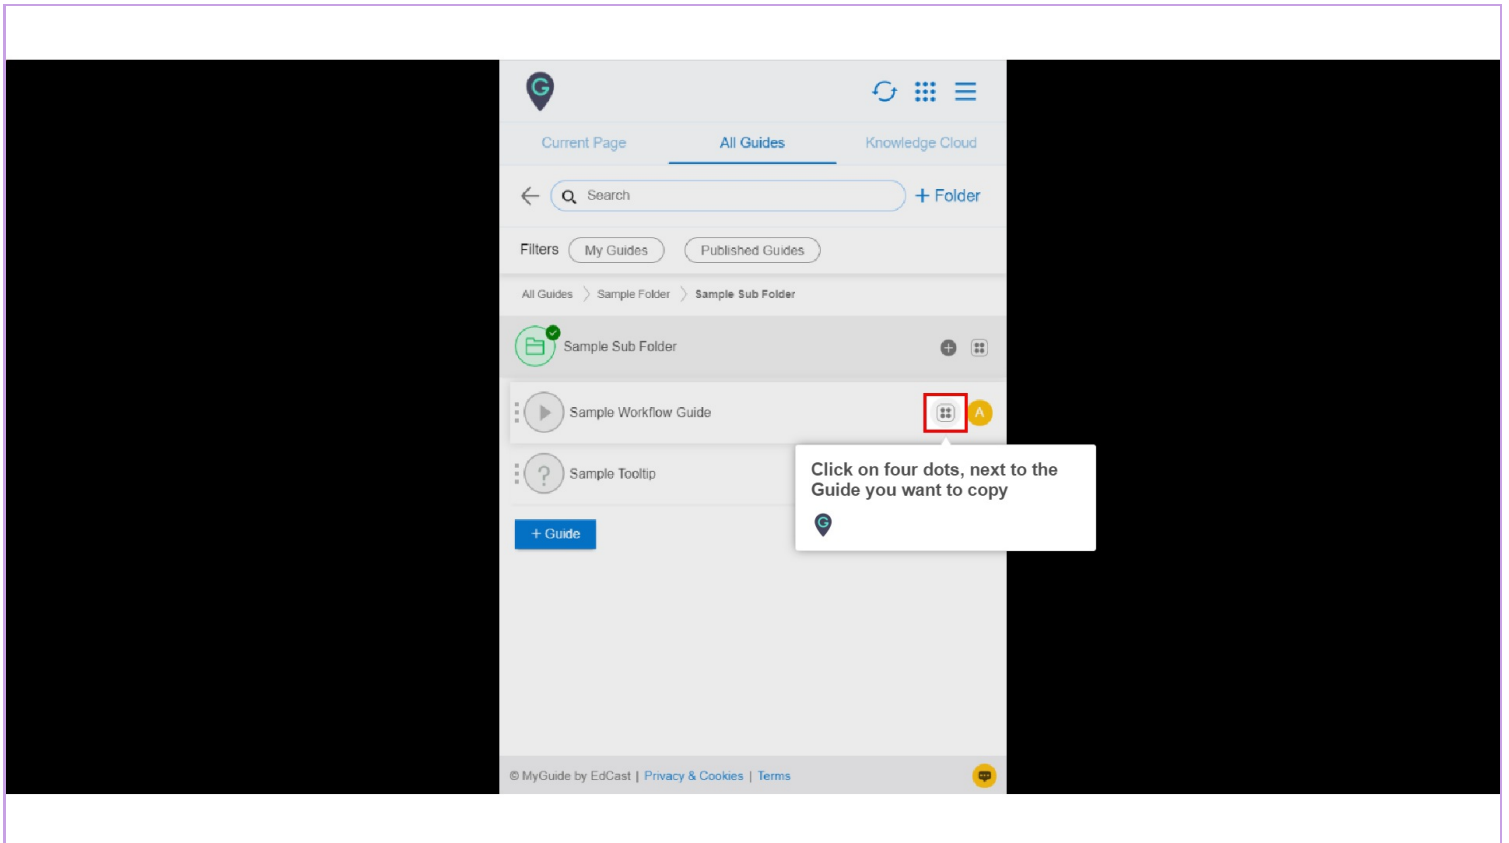 G
Current Page All Guides Knowledge Cloud
Search + Folder
Filters My Guides Published Guides
All Guides Sample Folder Sample Sub Folder
Sample Sub Folder
Sample Workflow Guide A
? Sample Tooltip
Click on four dots, next to the
Guide you want to copy
G
+ Guide
© MyGuide by EdCast | Privacy & Cookies | Terms